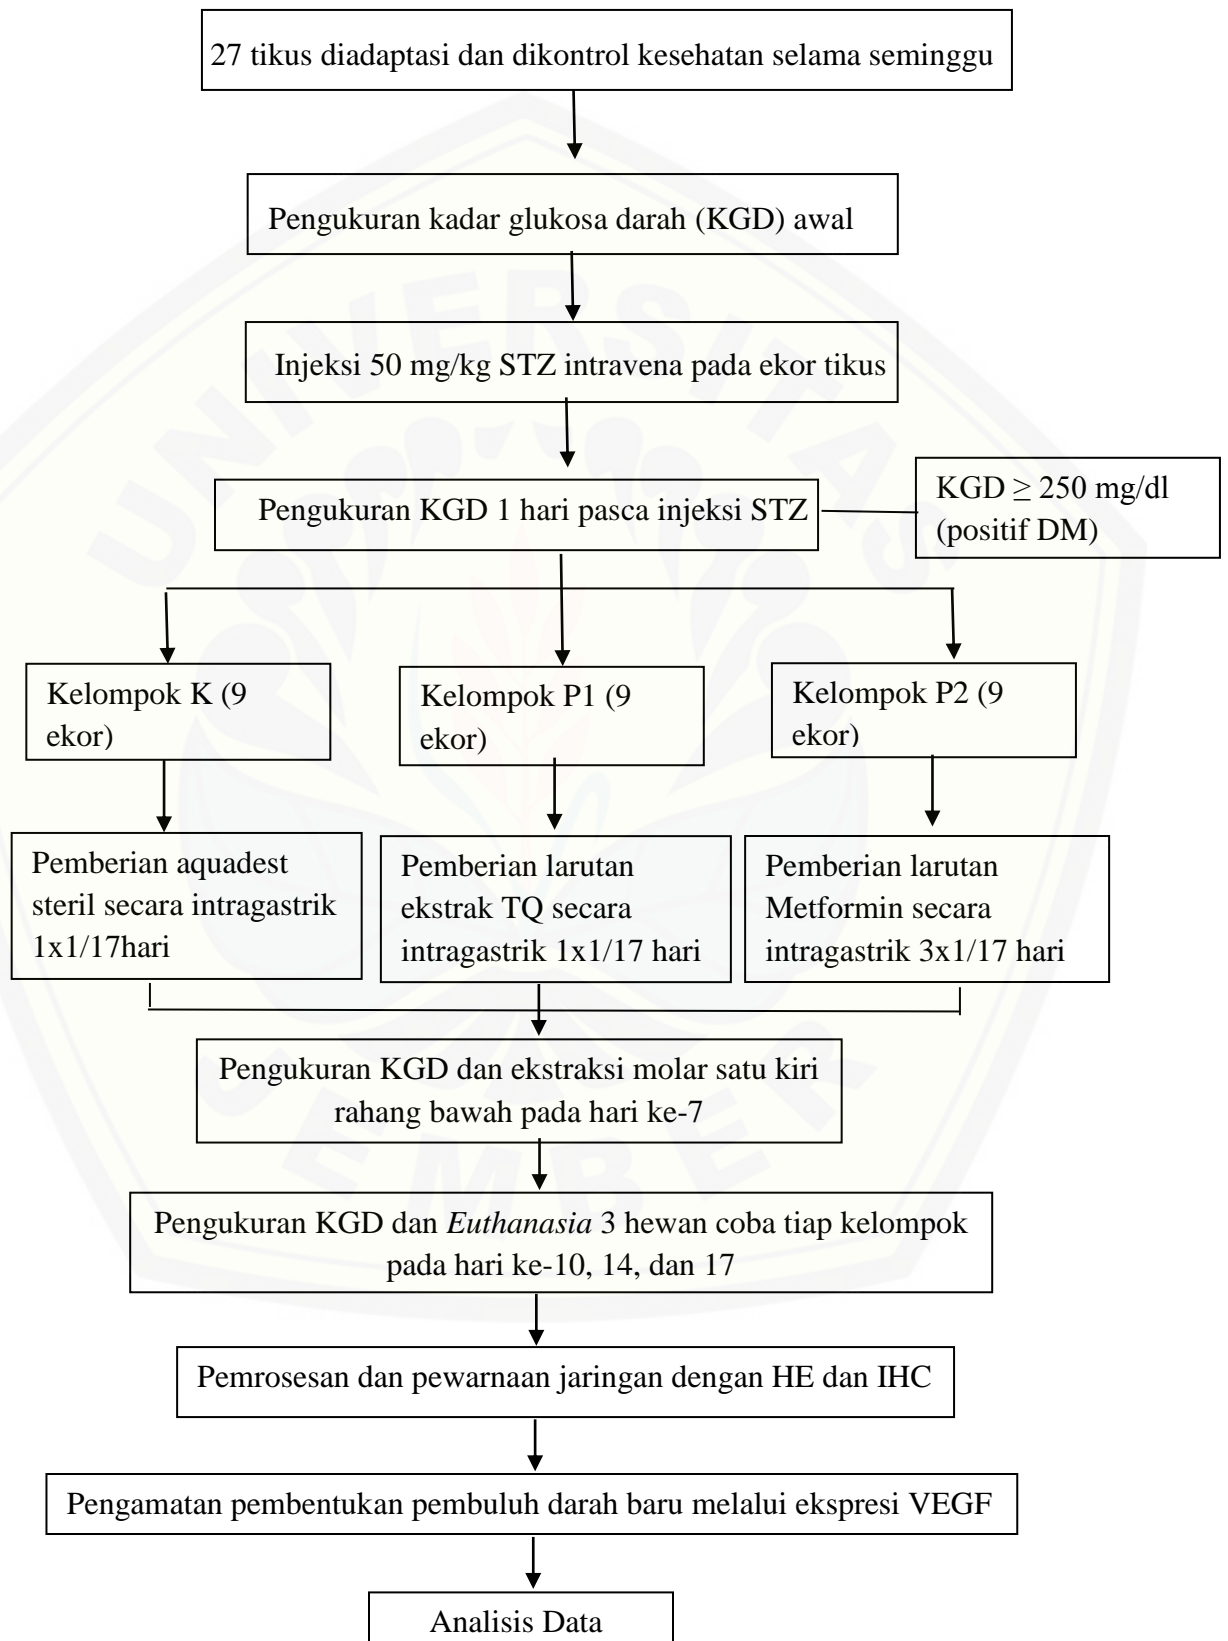 27 tikus diadaptasi dan dikontrol kesehatan selama seminggu
Pengukuran kadar glukosa darah (KGD) awal
Injeksi 50 mg/kg STZ intravena pada ekor tikus
Pengukuran KGD 1 hari pasca injeksi STZ
KGD ≥ 250 mg/dl
(positif DM)
Kelompok K (9
ekor)
Kelompok P1 (9
ekor)
Kelompok P2 (9
ekor)
Pemberian aquadest
steril secara intragastrik
1x1/17hari
Pemberian larutan
ekstrak TQ secara
intragastrik 1x1/17 hari
Pemberian larutan
Metformin secara
intragastrik 3x1/17 hari
Pengukuran KGD dan ekstraksi molar satu kiri
rahang bawah pada hari ke-7
Pengukuran KGD dan Euthanasia 3 hewan coba tiap kelompok
pada hari ke-10, 14, dan 17
Pemrosesan dan pewarnaan jaringan dengan HE dan IHC
Pengamatan pembentukan pembuluh darah baru melalui ekspresi VEGF
Analisis Data
UNIVERSITAS
JEMBER